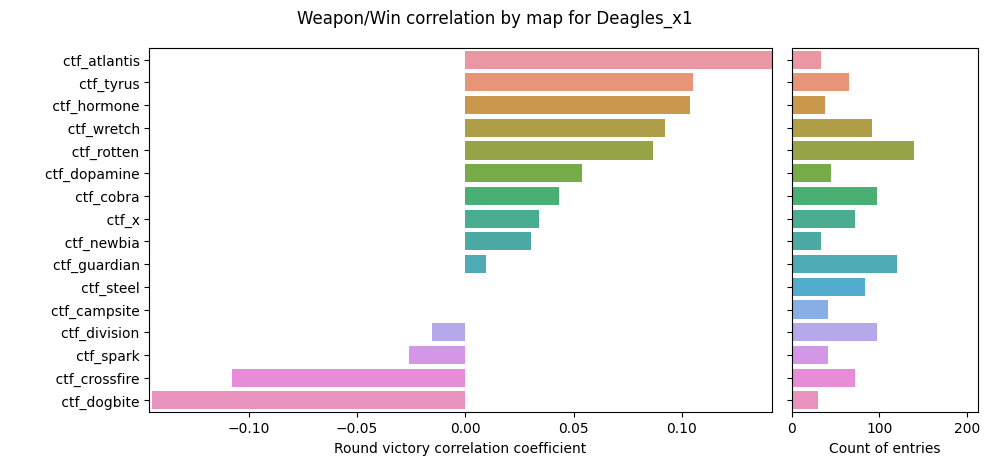 Weapon/Win correlation by map for Deagles_x1
ctf_atlantis
ctf_tyrus
ctf_hormone
ctf_wretch
ctf_rotten
ctf_dopamine
ctf_cobra
ctf_x
ctf_newbia
ctf_guardian
ctf_steel
ctf_campsite
ctf_division
ctf_spark
ctf_crossfire
ctf_dogbite
−0.10 −0.05 0.00 0.05 0.10
Round victory correlation coefficient
0 100 200
Count of entries